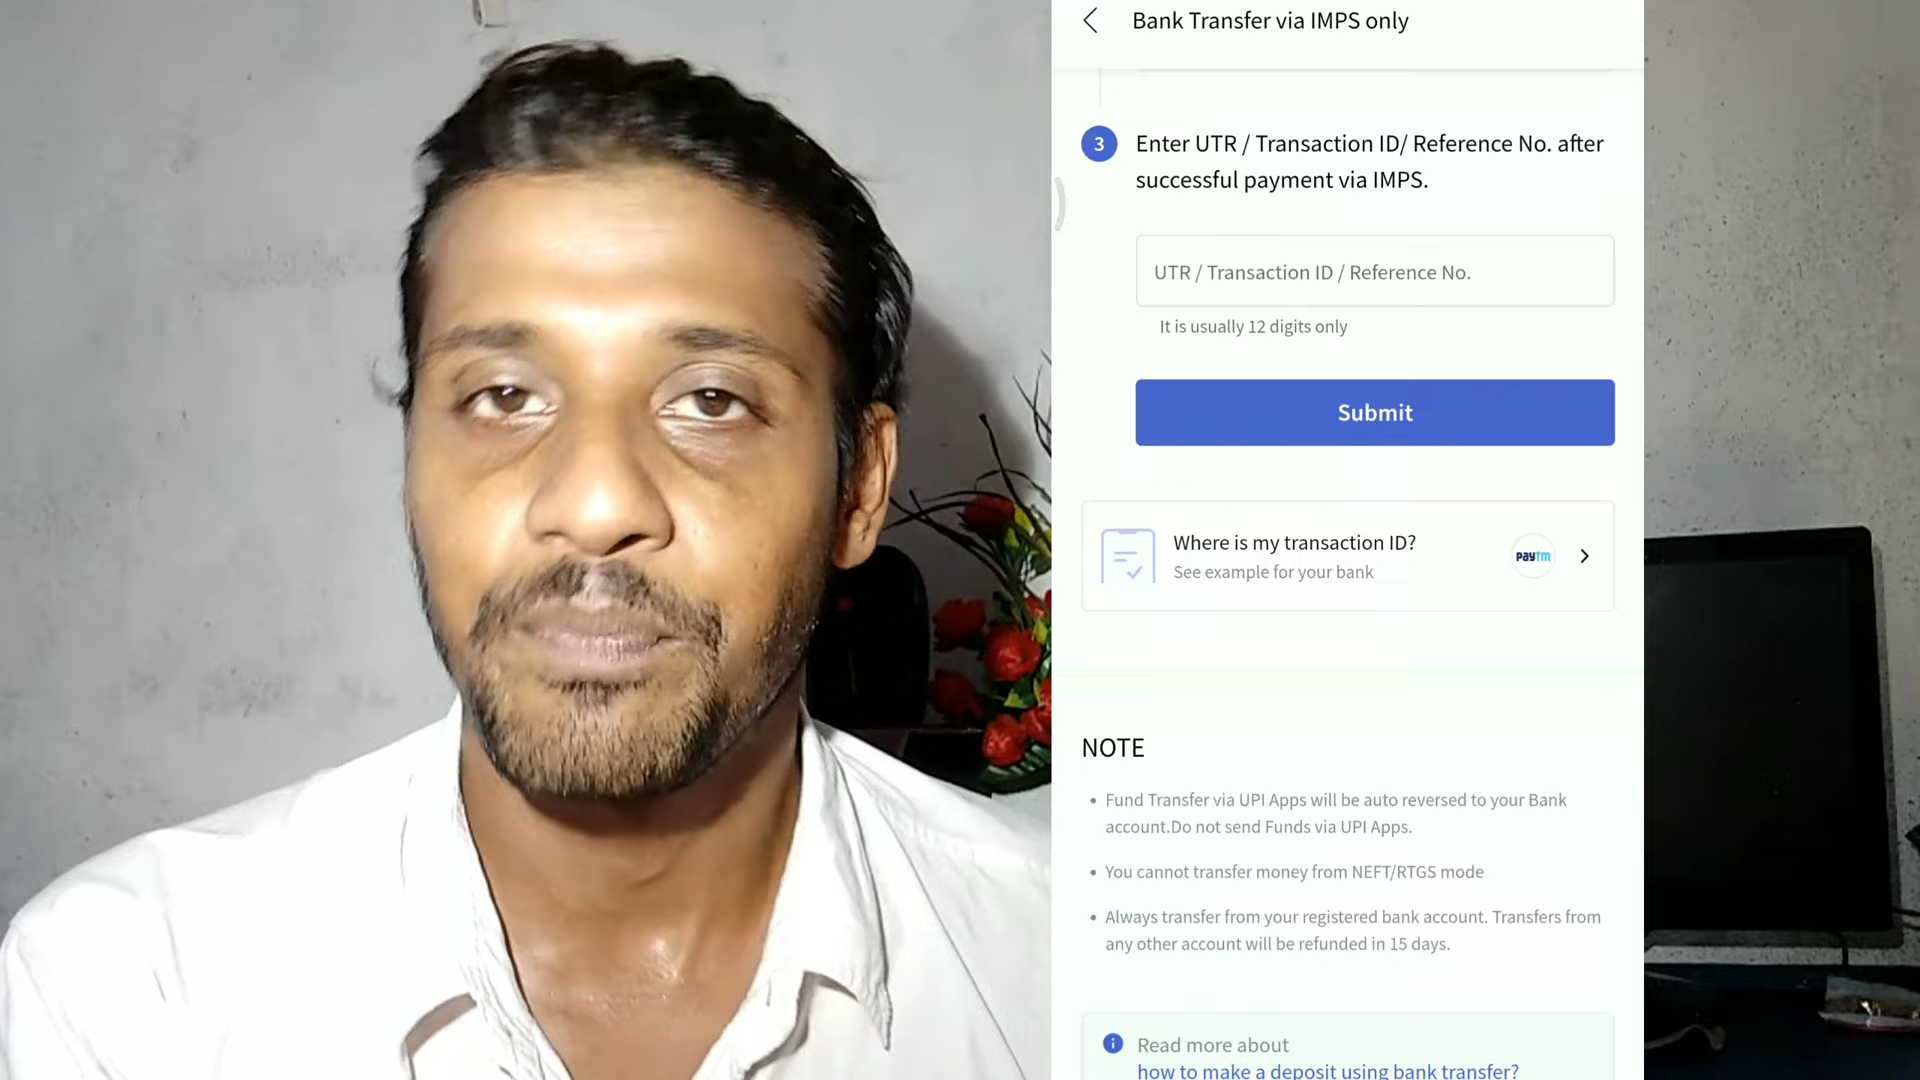 Bank Transfer via IMPS only
3
Enter UTR / Transaction ID/ Reference No. after
successful payment via IMPS.
UTR / Transaction ID / Reference No.
It is usually 12 digits only
Submit
Where is my transaction ID?
See example for your bank
paytm
NOTE
• Fund Transfer via UPI Apps will be auto reversed to your Bank
account.Do not send Funds via UPI Apps.
• You cannot transfer money from NEFT/RTGS mode
• Always transfer from your registered bank account. Transfers from
any other account will be refunded in 15 days.
i
Read more about
how to make a deposit using bank transfer?